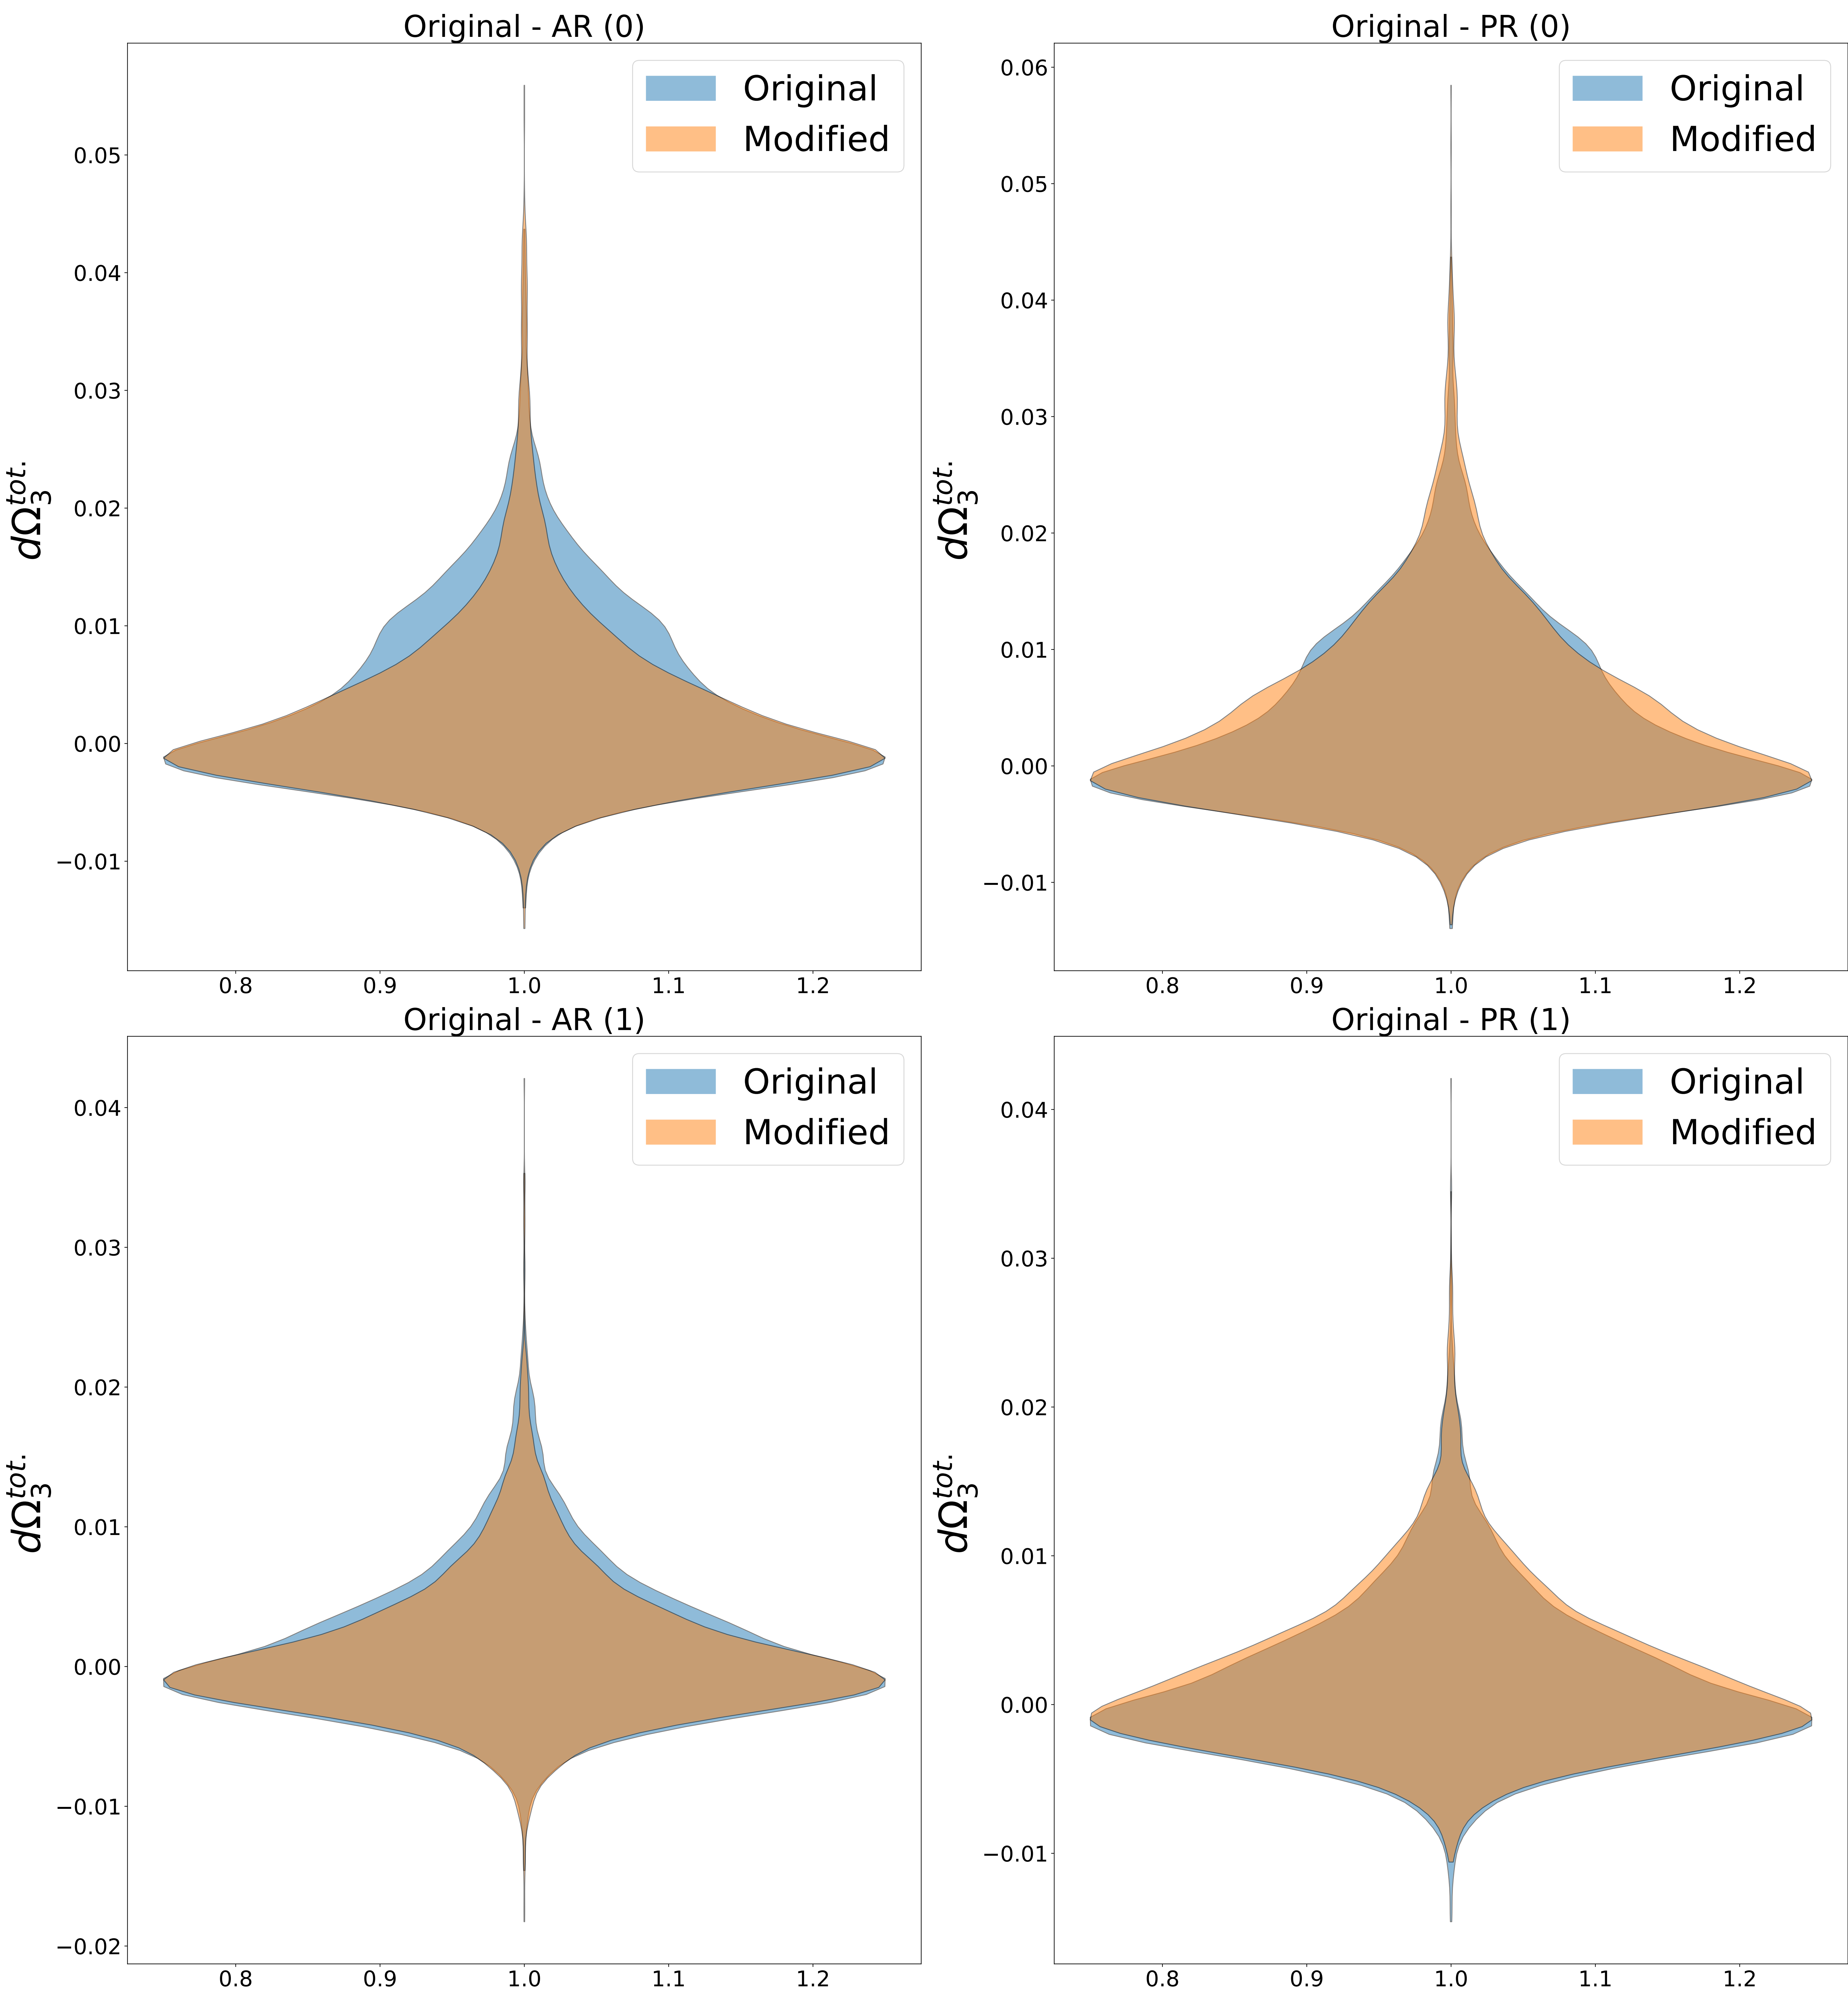 Original - AR (0)
Original
Modified
0.05
0.04
0.03
0.02
0.01
0.00
−0.01
dΩ₃ᵗᵒᵗ·
0.8 0.9 1.0 1.1 1.2
Original - PR (0)
Original
Modified
0.06
0.05
0.04
0.03
0.02
0.01
0.00
−0.01
dΩ₃ᵗᵒᵗ·
0.8 0.9 1.0 1.1 1.2
Original - AR (1)
Original
Modified
0.04
0.03
0.02
0.01
0.00
−0.01
−0.02
dΩ₃ᵗᵒᵗ·
0.8 0.9 1.0 1.1 1.2
Original - PR (1)
Original
Modified
0.04
0.03
0.02
0.01
0.00
−0.01
dΩ₃ᵗᵒᵗ·
0.8 0.9 1.0 1.1 1.2